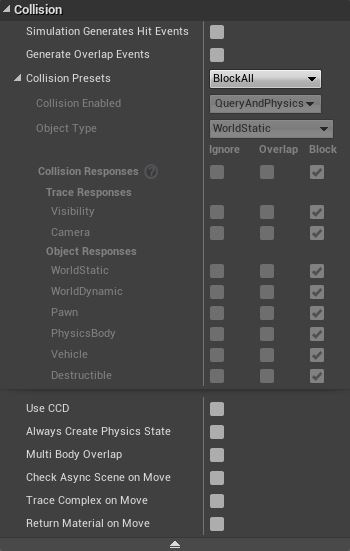 Collision
Simulation Generates Hit Events
Generate Overlap Events
Collision Presets BlockAll
Collision Enabled QueryAndPhysics
Object Type WorldStatic
Ignore Overlap Block
Collision Responses ?
Trace Responses
Visibility
Camera
Object Responses
WorldStatic
WorldDynamic
Pawn
PhysicsBody
Vehicle
Destructible
Use CCD
Always Create Physics State
Multi Body Overlap
Check Async Scene on Move
Trace Complex on Move
Return Material on Move